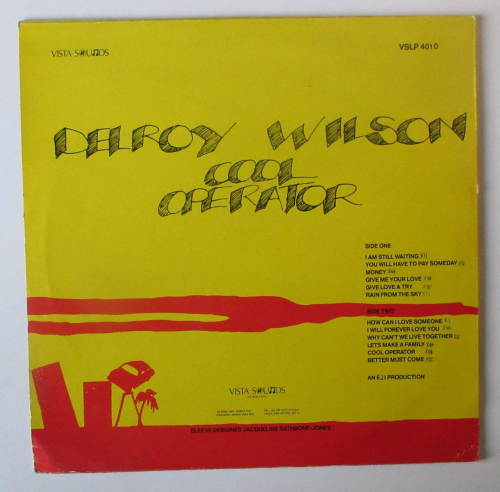 VISTA SOUNDS
VSLP 4010
DELROY WILSON
COOL
OPERATOR
SIDE ONE
I AM STILL WAITING
YOU WILL HAVE TO PAY SOMEDAY
MONEY
GIVE ME YOUR LOVE
GIVE LOVE A TRY
RAIN FROM THE SKY
SIDE TWO
HOW CAN I LOVE SOMEONE
I WILL FOREVER LOVE YOU
WHY CAN'T WE LIVE TOGETHER
LETS MAKE A FAMILY
COOL OPERATOR
BETTER MUST COME
AN EJI PRODUCTION
VISTA SOUNDS
SLEEVE DESIGNED JACQUELINE RATHBONE-JONES